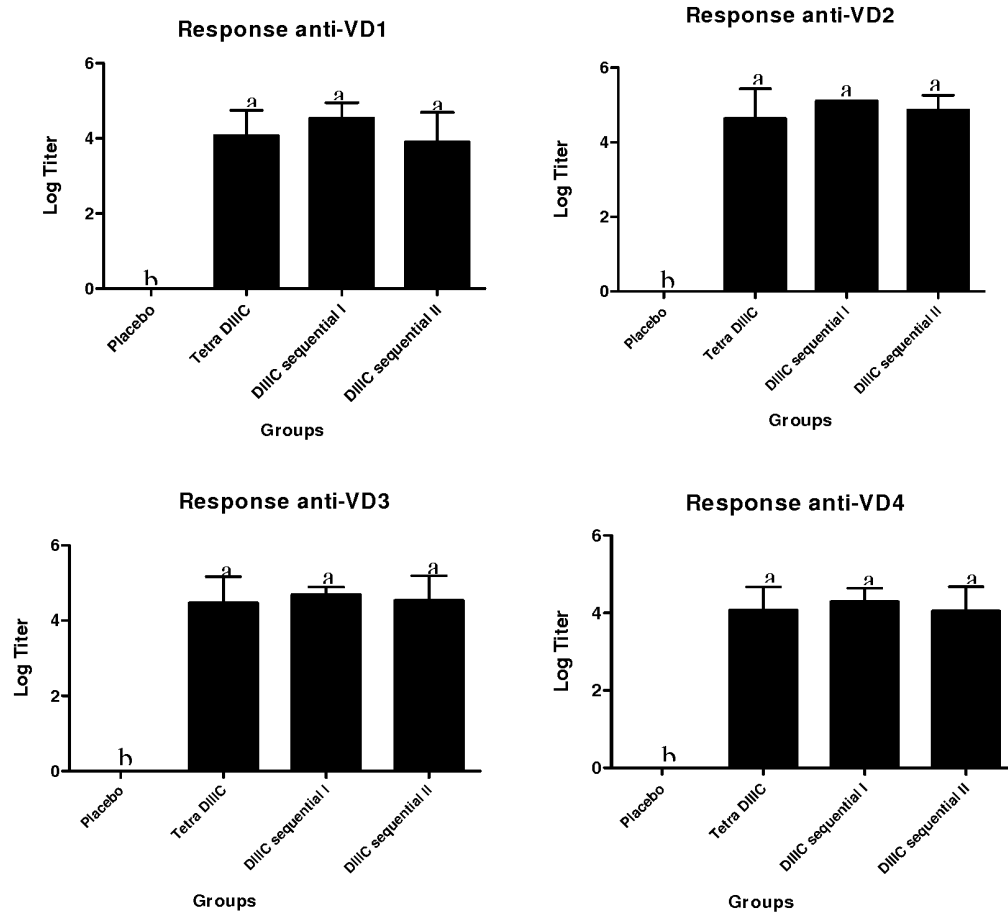 Response anti-VD1
6
4
2
0
Log Titer
a
a
a
b
Placebo
Tetra DIIIC
DIIIC sequential I
DIIIC sequential II
Groups
Response anti-VD2
6
4
2
0
Log Titer
a
a
a
b
Placebo
Tetra DIIIC
DIIIC sequential I
DIIIC sequential II
Groups
Response anti-VD3
6
4
2
0
Log Titer
a
a
a
b
Placebo
Tetra DIIIC
DIIIC sequential I
DIIIC sequential II
Groups
Response anti-VD4
6
4
2
0
Log Titer
a
a
a
b
Placebo
Tetra DIIIC
DIIIC sequential I
DIIIC sequential II
Groups